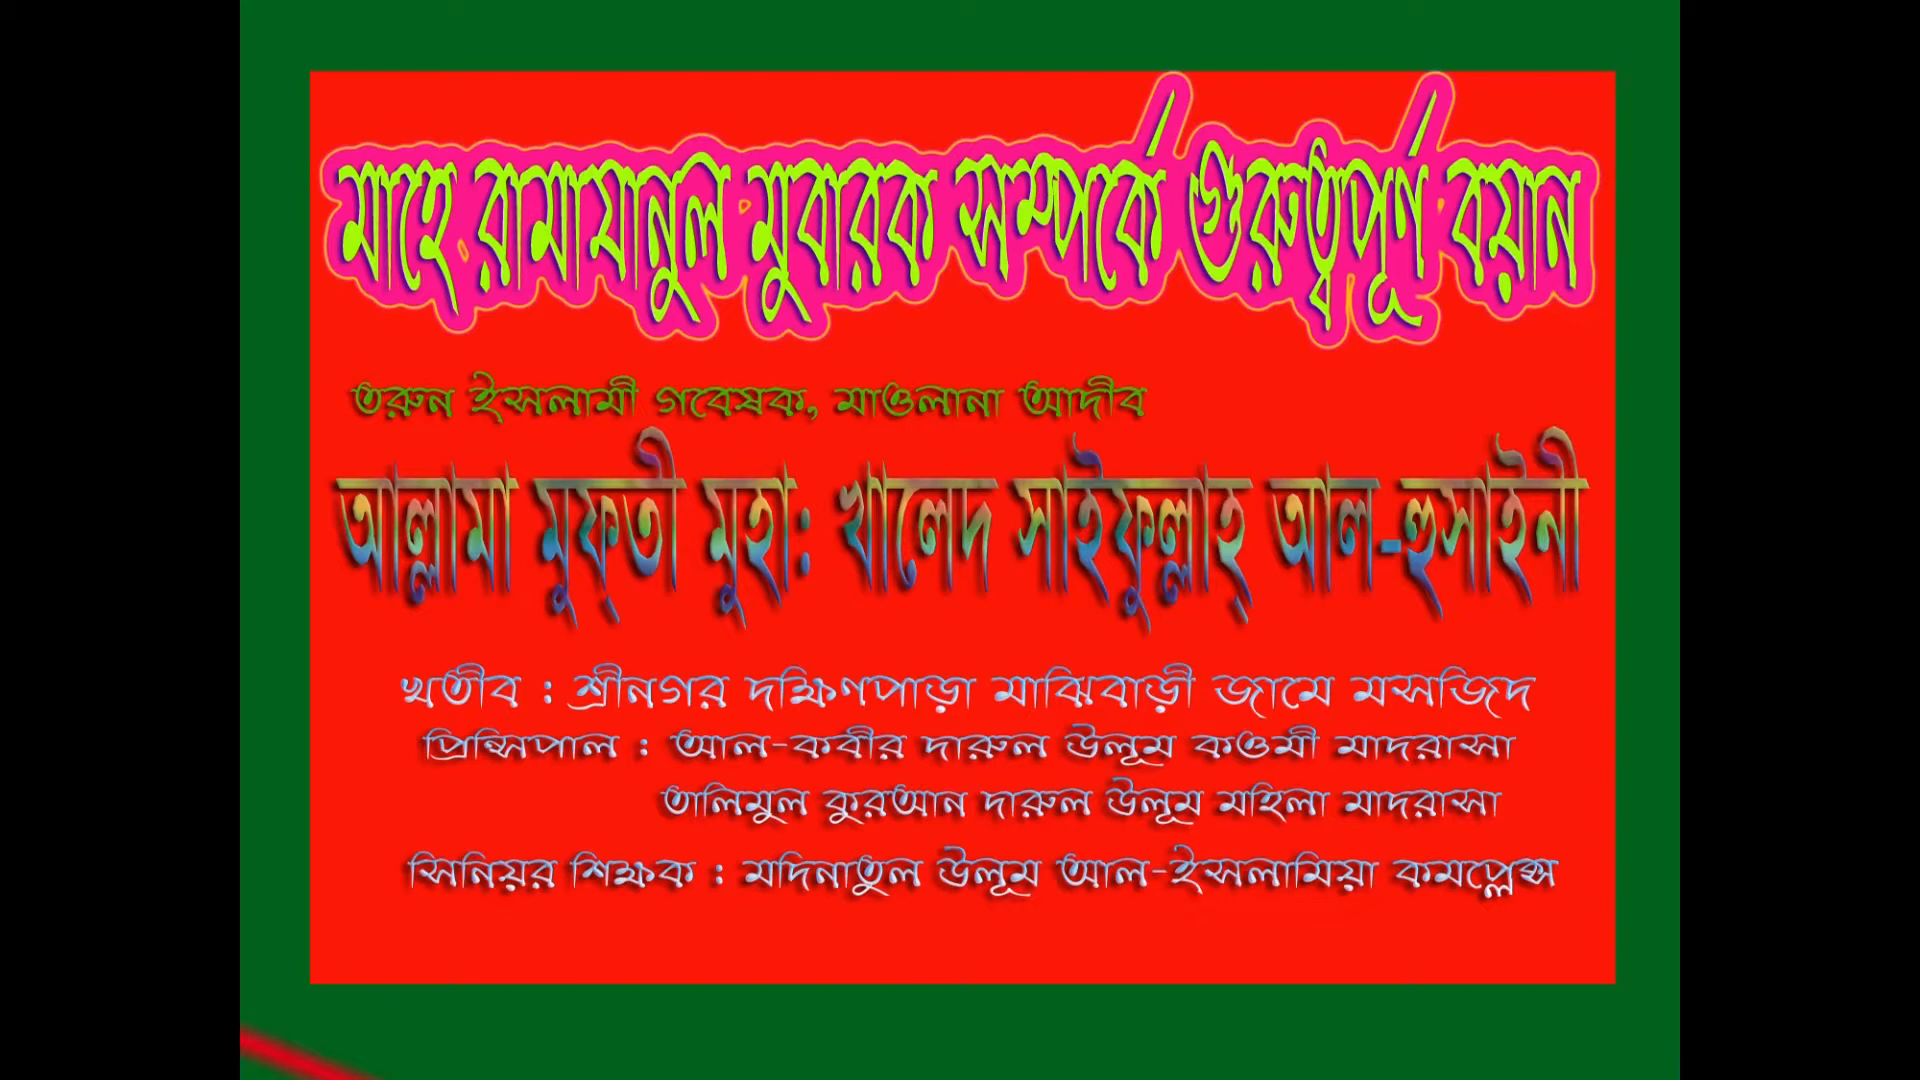 মাহে রামাযানুল মুবারক সম্পর্কে গুরুত্বপূর্ণ বয়ান
তরুন ইসলামী গবেষক, মাওলানা আদীব
আল্লামা মুফ্তী মুহা: খালেদ সাইফুল্লাহ্ আল-হুসাইনী
খতীব : শ্রীনগর দক্ষিণপাড়া মাঝিবাড়ী জামে মসজিদ
প্রিন্সিপাল : আল-কবীর দারুল উলূম কওমী মাদরাসা
তালিমুল কুরআন দারুল উলূম মহিলা মাদরাসা
সিনিয়র শিক্ষক : মদিনাতুল উলূম আল-ইসলামিয়া কমপ্লেক্স